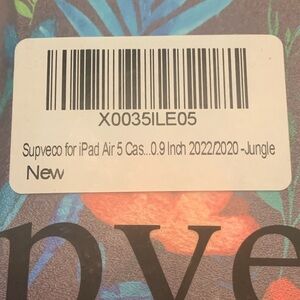 X0035ILE05
Supveco for iPad Air 5 Cas...0.9 Inch 2022/2020 -Jungle
New
pve